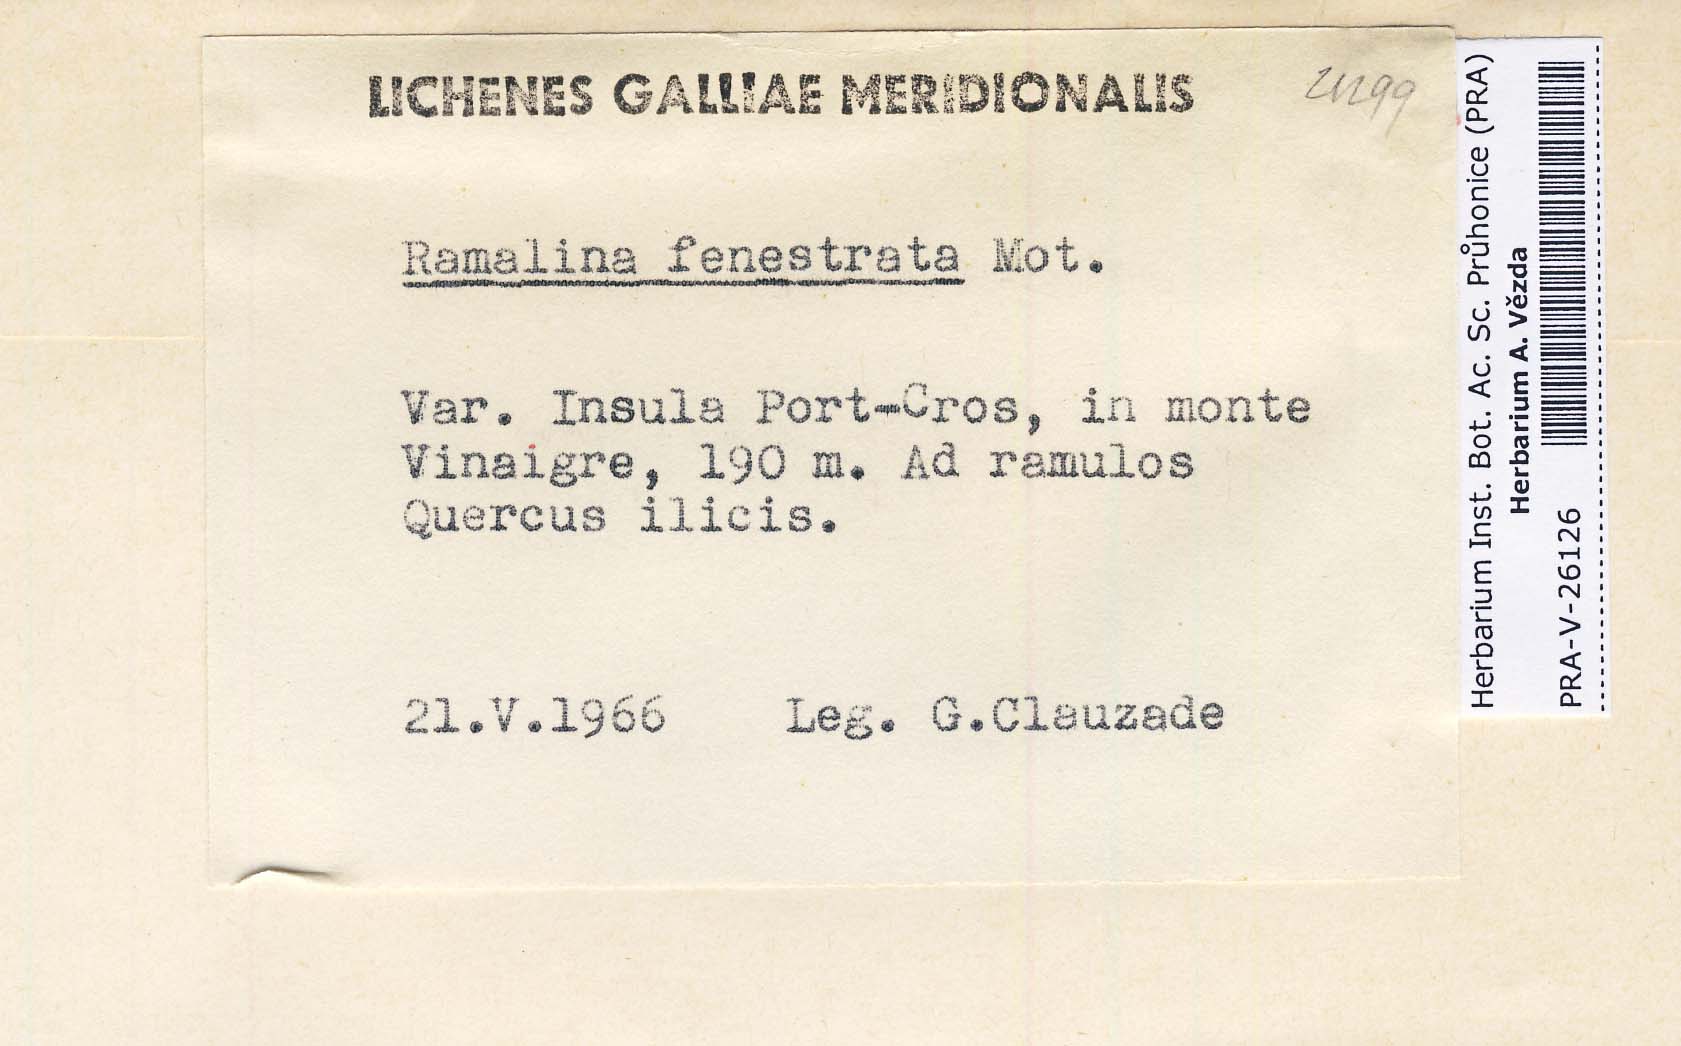 LICHENES GALLIAE MERIDIONALIS
Ramalina fenestrata Mot.
Var. Insula Port-Cros, in monte
Vinaigre, 190 m. Ad ramulos
Quercus ilicis.
21.V.1966 Leg. G.Clauzade
Herbarium Inst. Bot. Ac. Sc. Průhonice (PRA)
Herbarium A. Vězda
PRA-V-26126